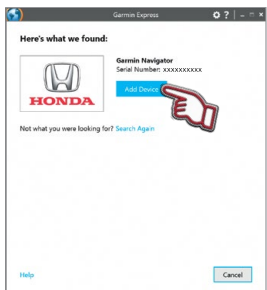 Garmin Express
Here's what we found:
HONDA
Garmin Navigator
Serial Number: xxxxxxxxxx
Add Device
Not what you were looking for? Search Again
Help
Cancel